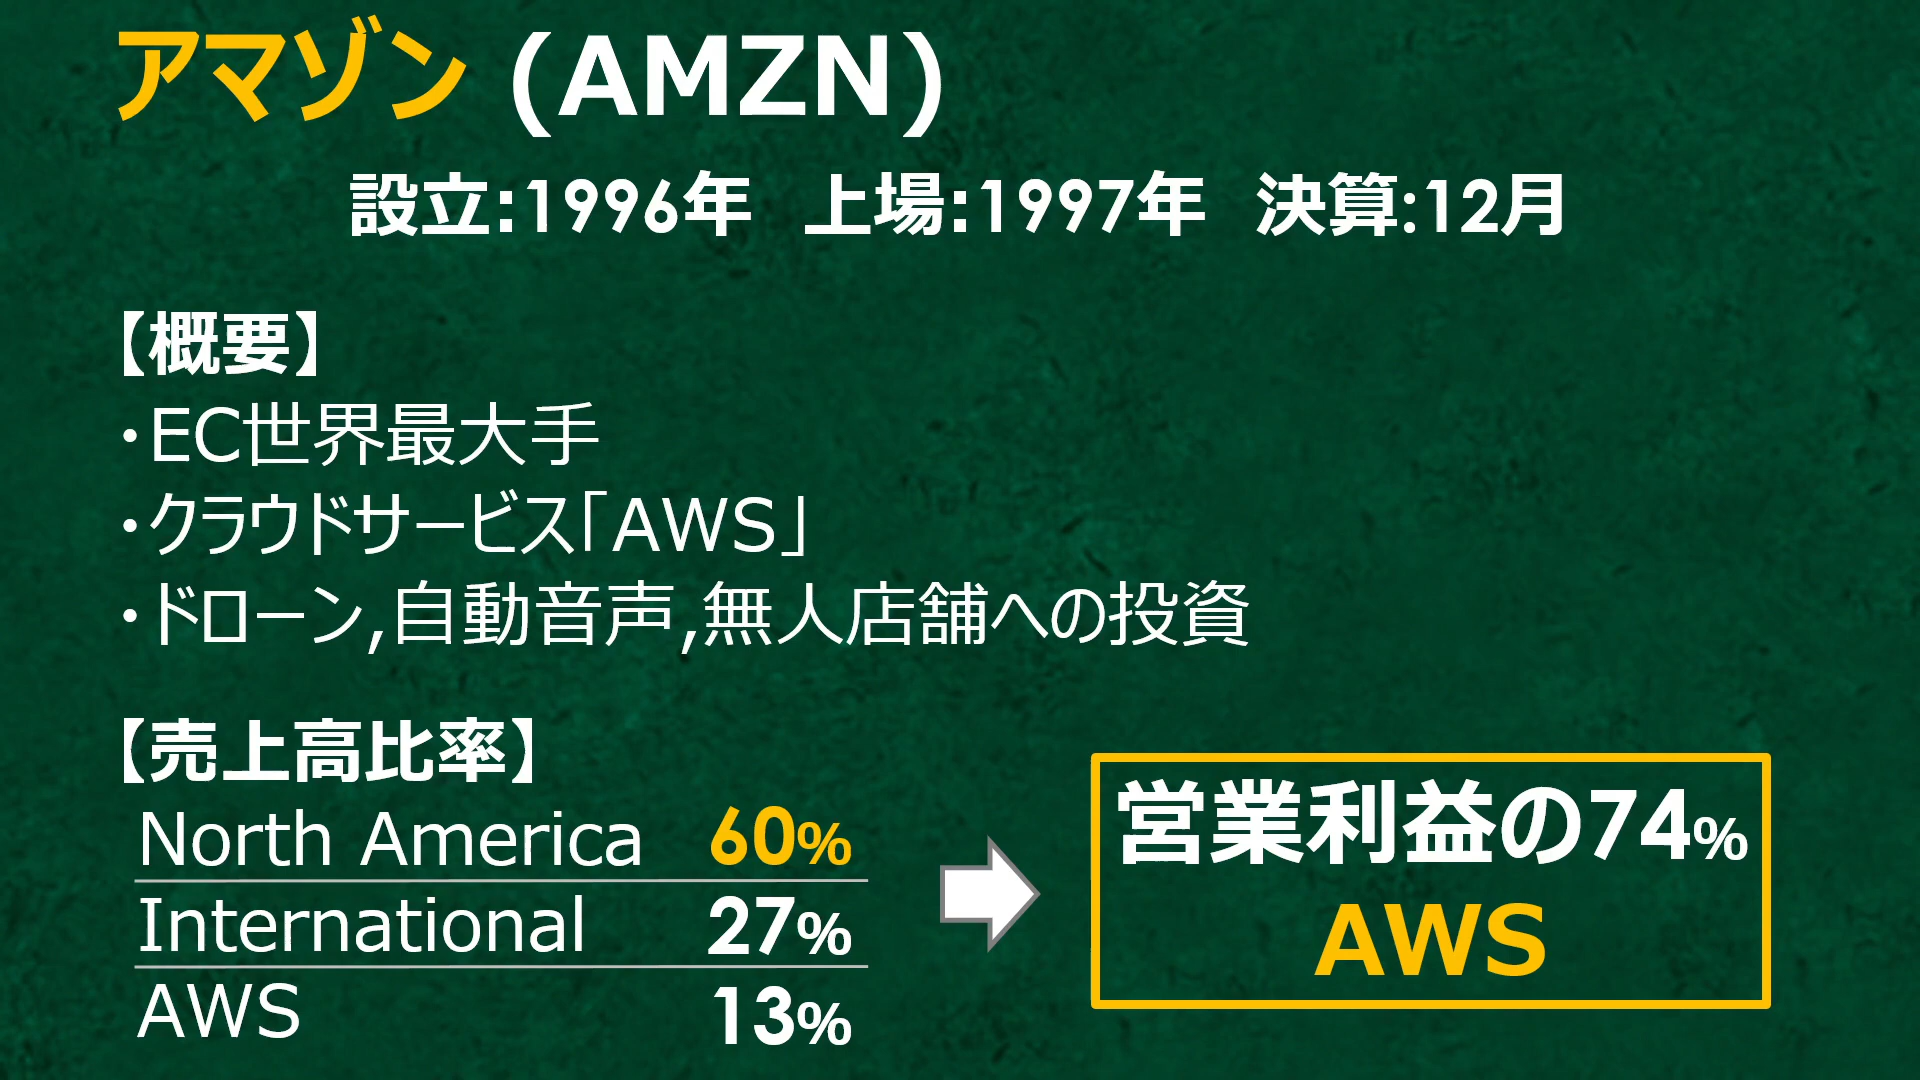 アマゾン (AMZN)
設立:1996年　上場:1997年　決算:12月
【概要】
・EC世界最大手
・クラウドサービス「AWS」
・ドローン,自動音声,無人店舗への投資
【売上高比率】
North America 60%
International 27%
AWS 13%
営業利益の74%
AWS